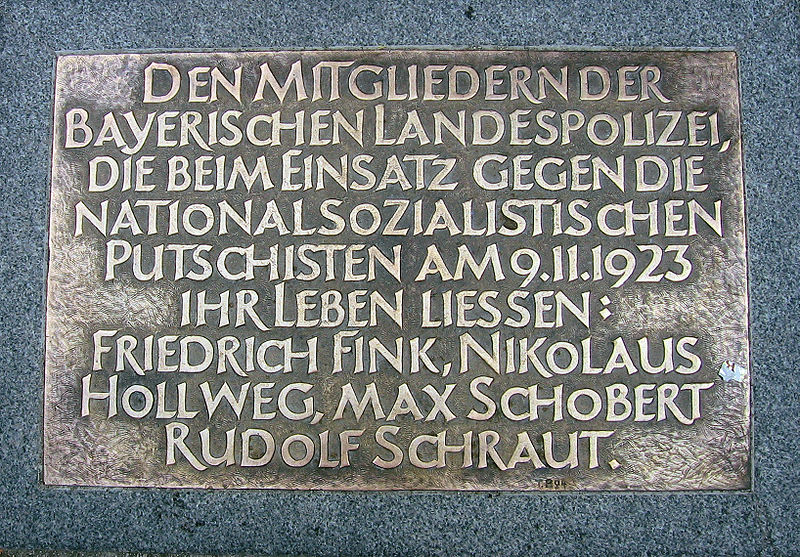 DEN MITGLIEDERN DER
BAYERISCHEN LANDESPOLIZEI,
DIE BEIM EINSATZ GEGEN DIE
NATIONALSOZIALISTISCHEN
PUTSCHISTEN AM 9.11.1923
IHR LEBEN LIESSEN:
FRIEDRICH FINK, NIKOLAUS
HOLLWEG, MAX SCHOBERT
RUDOLF SCHRAUT.